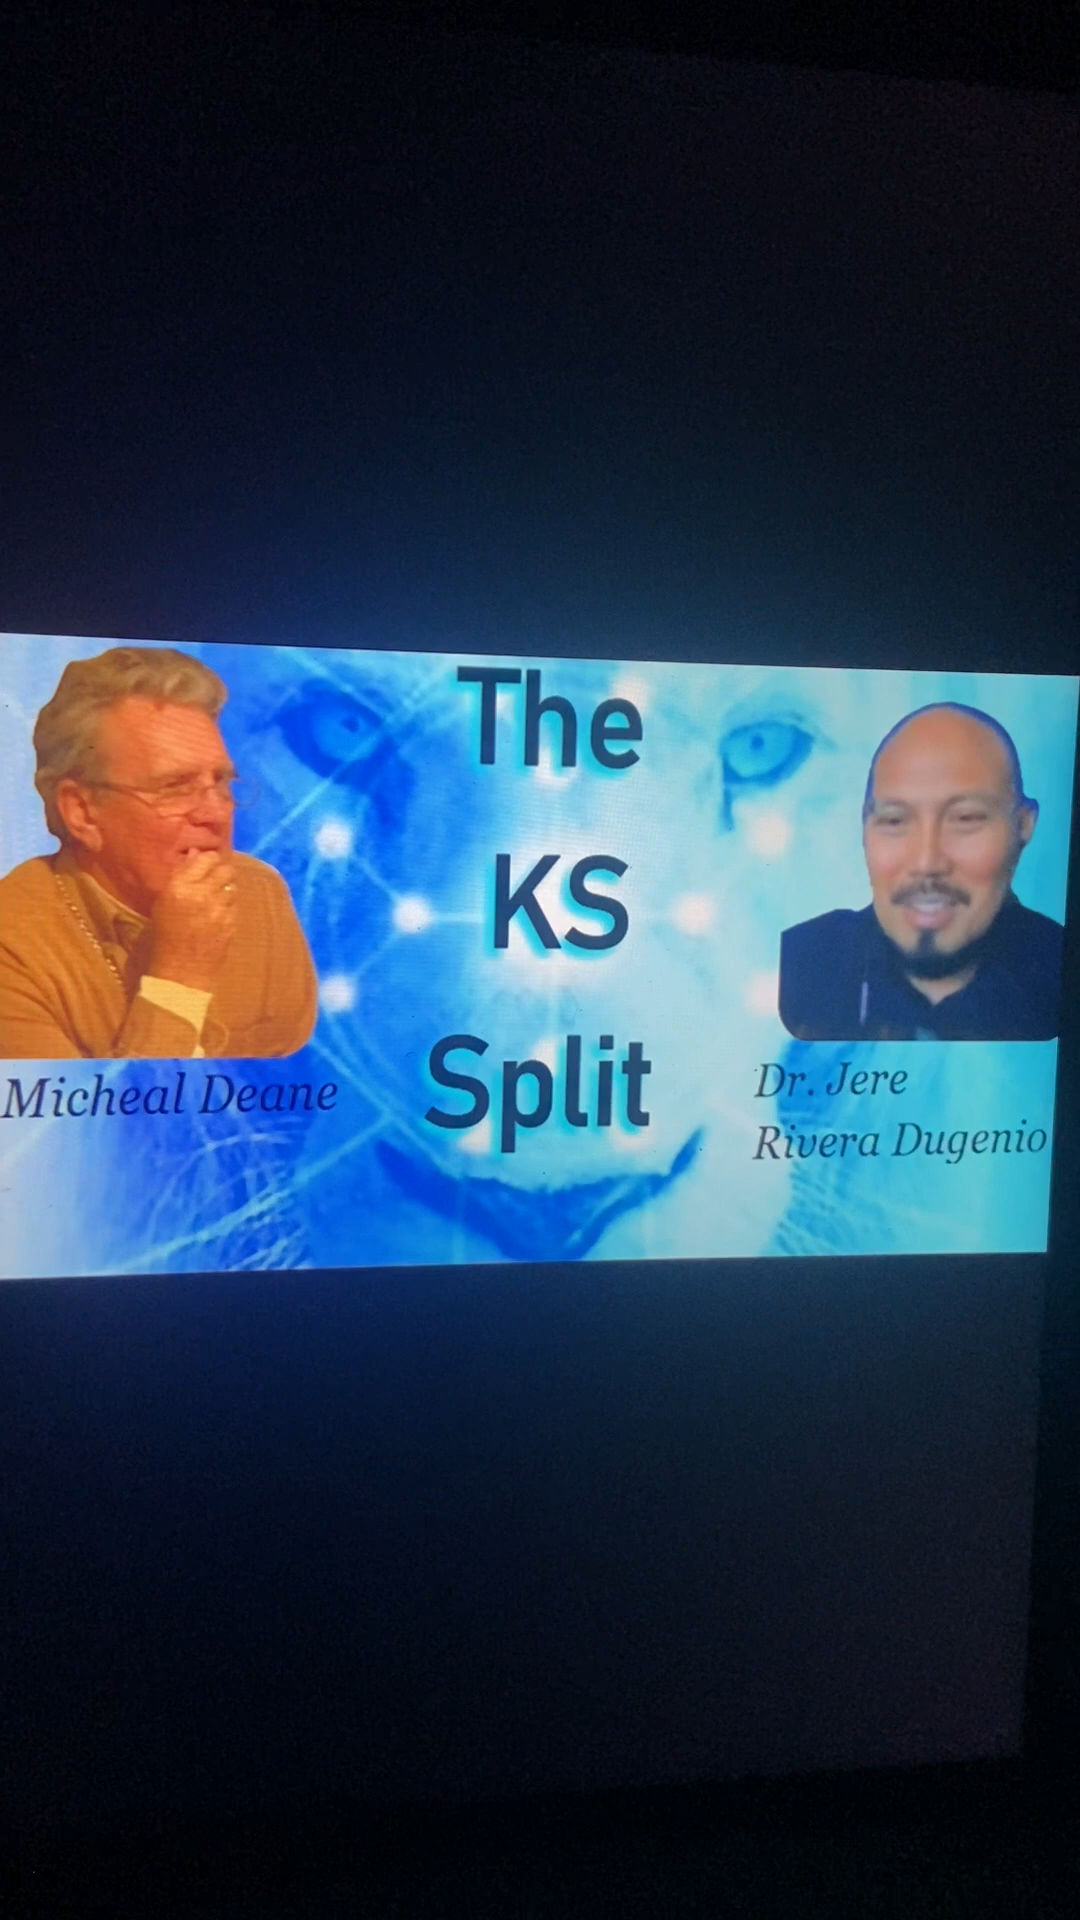 The
KS
Split
Micheal Deane
Dr. Jere
Rivera Dugenio